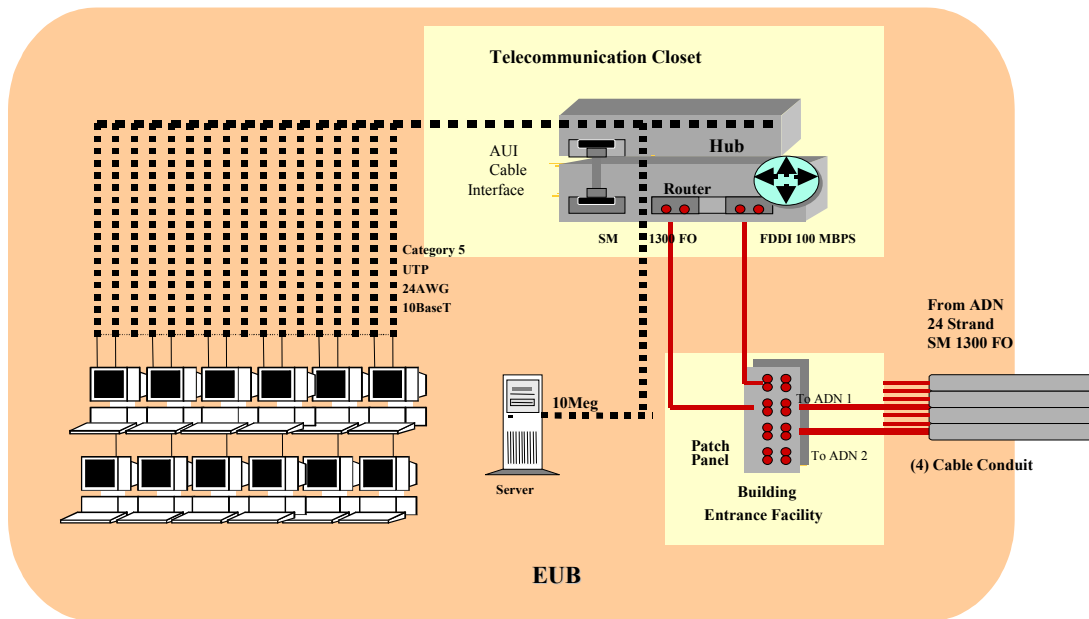 Telecommunication Closet
AUI
Cable
Interface
Hub
Router
SM 1300 FO FDDI 100 MBPS
Category 5
UTP
24AWG
10BaseT
From ADN
24 Strand
SM 1300 FO
10Meg
To ADN 1
Patch
Panel
To ADN 2
(4) Cable Conduit
Server
Building
Entrance Facility
EUB